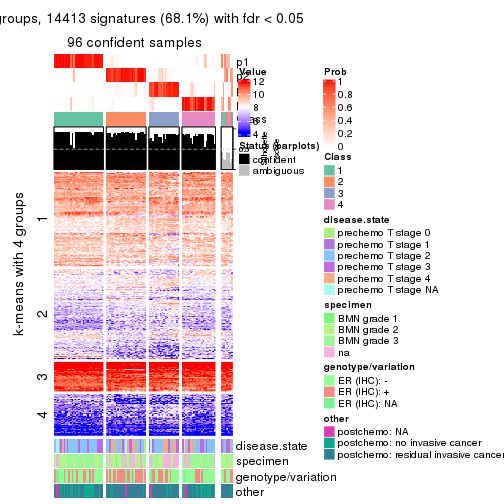 groups, 14413 signatures (68.1%) with fdr < 0.05
96 confident samples
p1
p2
Value
12
10
8
6
4
Prob
1
0.8
0.6
0.4
0.2
0
Status (barplots)
confident
ambiguous
Class
1
2
3
4
disease.state
prechemo T stage 0
prechemo T stage 1
prechemo T stage 2
prechemo T stage 3
prechemo T stage 4
prechemo T stage NA
specimen
BMN grade 1
BMN grade 2
BMN grade 3
na
genotype/variation
ER (IHC): -
ER (IHC): +
ER (IHC): NA
other
postchemo: NA
postchemo: no invasive cancer
postchemo: residual invasive cancer
k-means with 4 groups
1
2
3
4
disease.state
specimen
genotype/variation
other